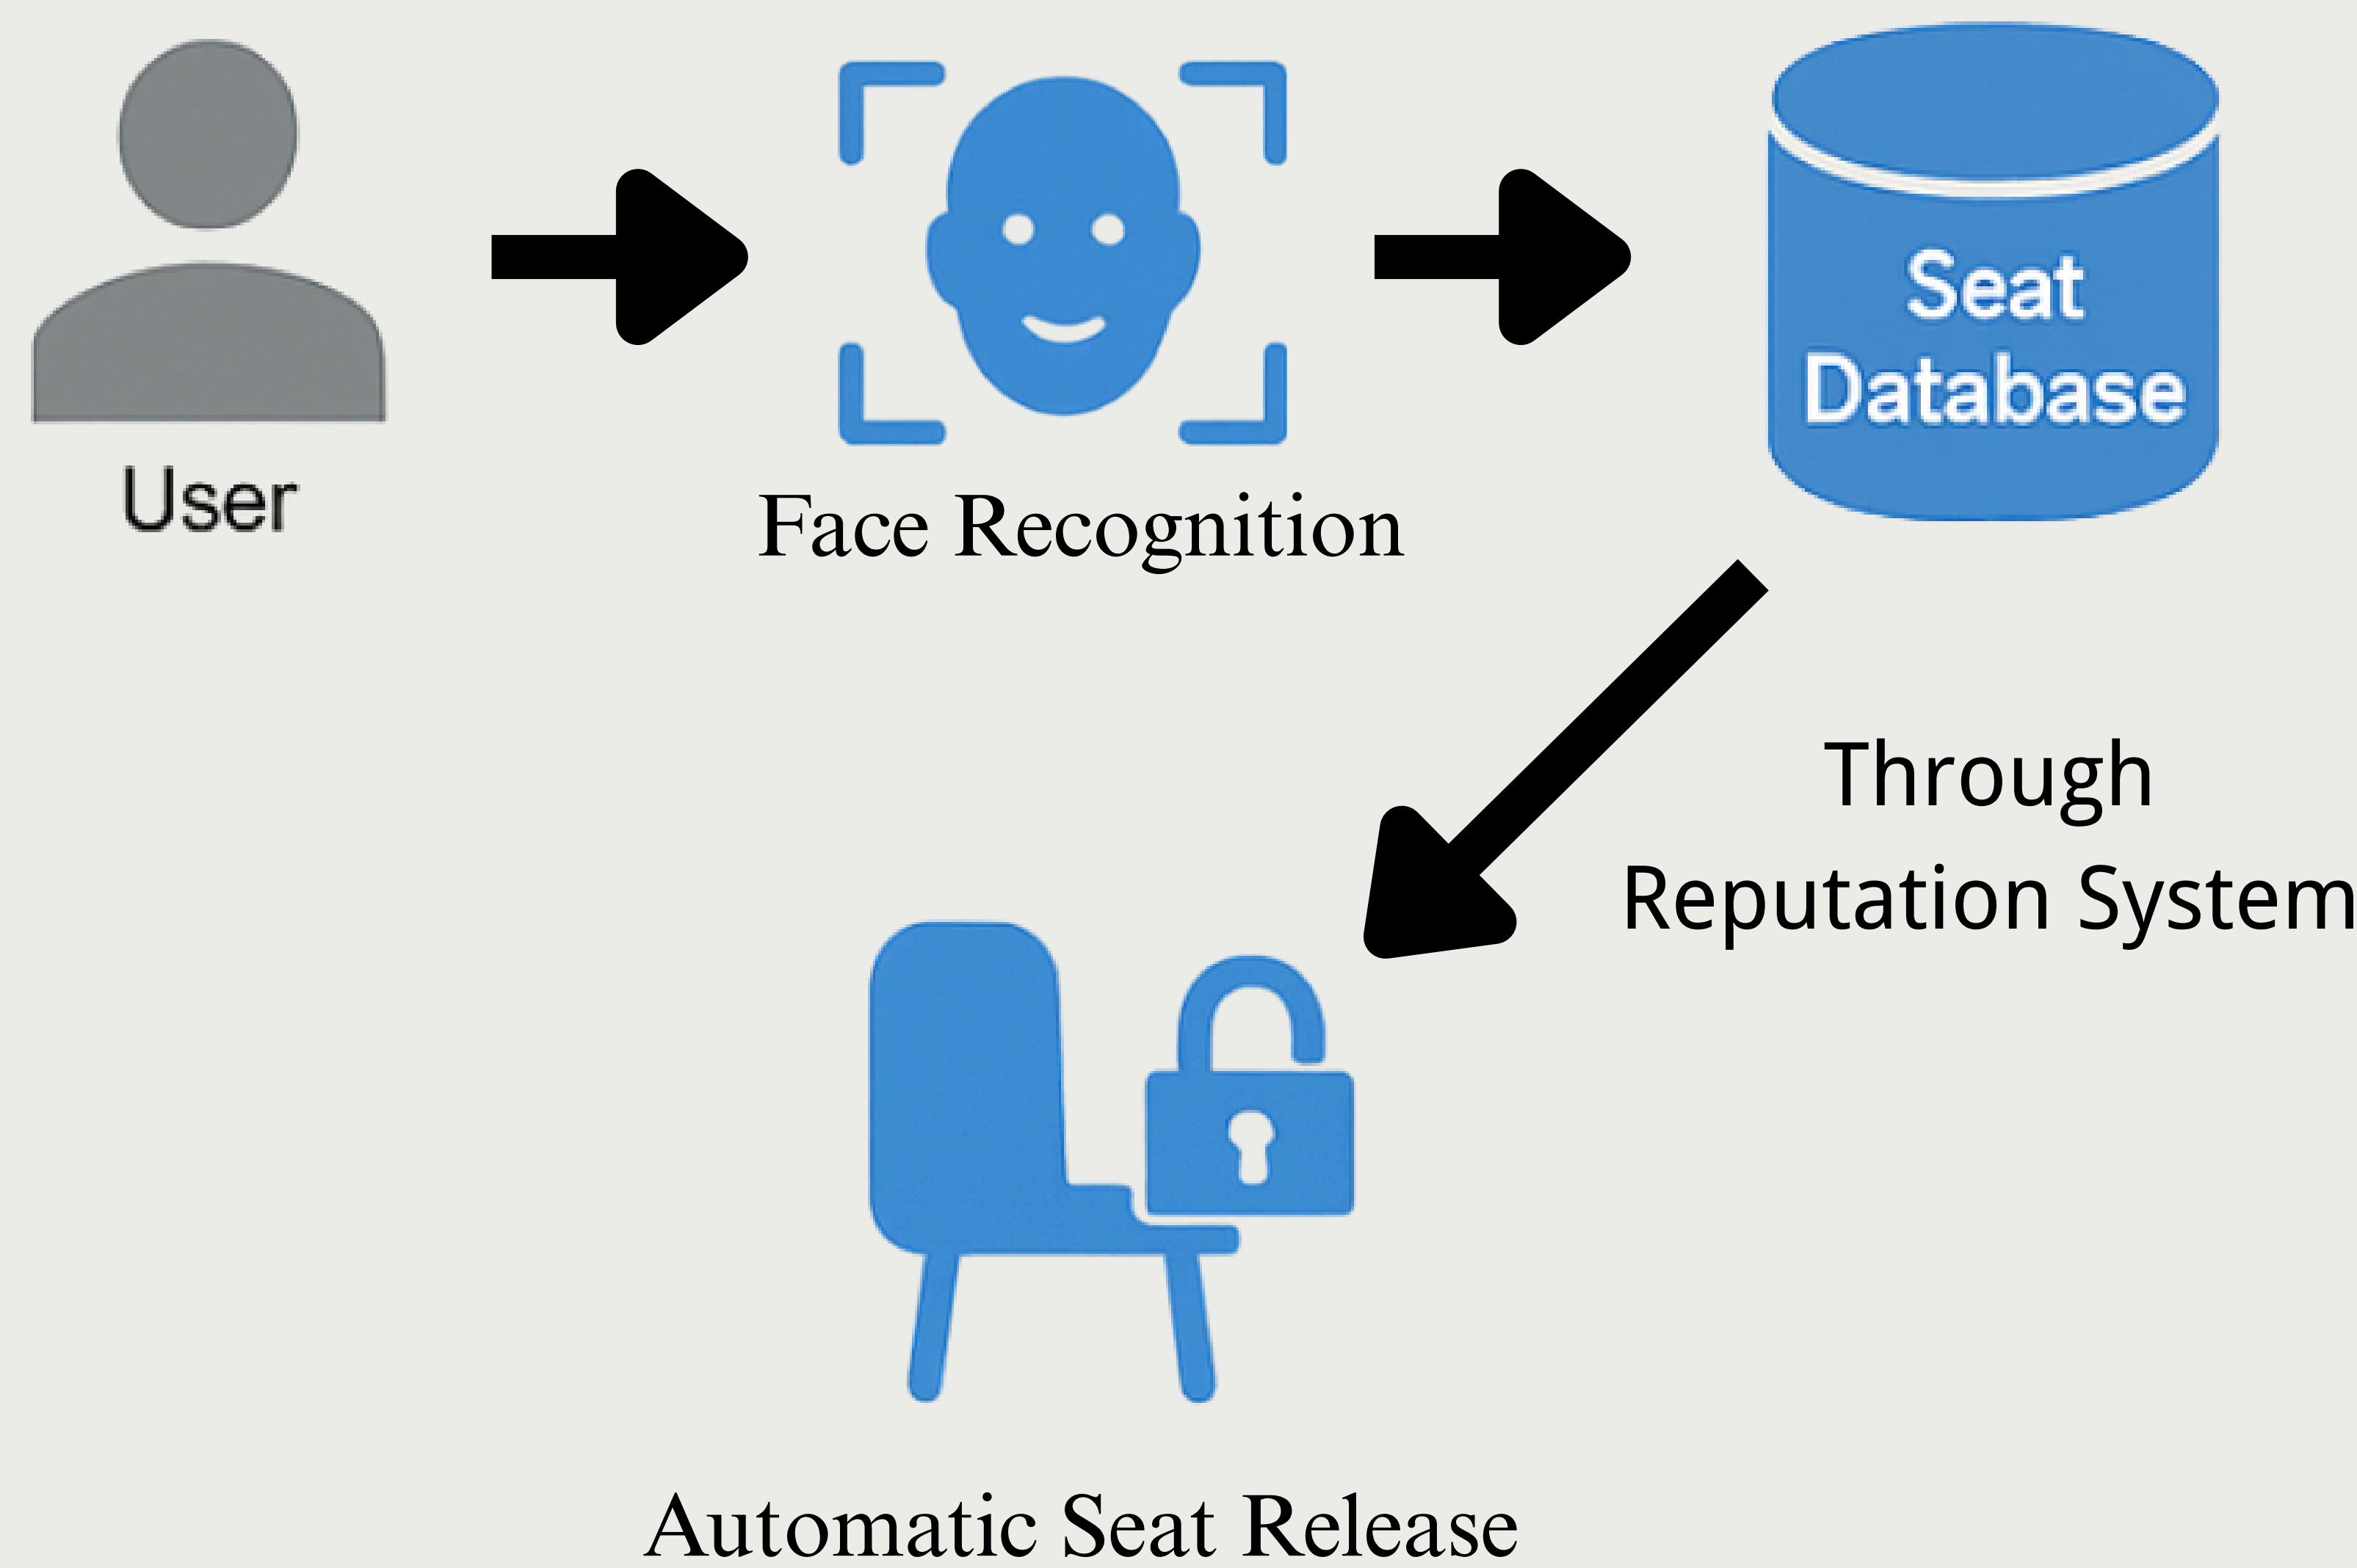 User
Face Recognition
Seat
Database
Through
Reputation System
Automatic Seat Release